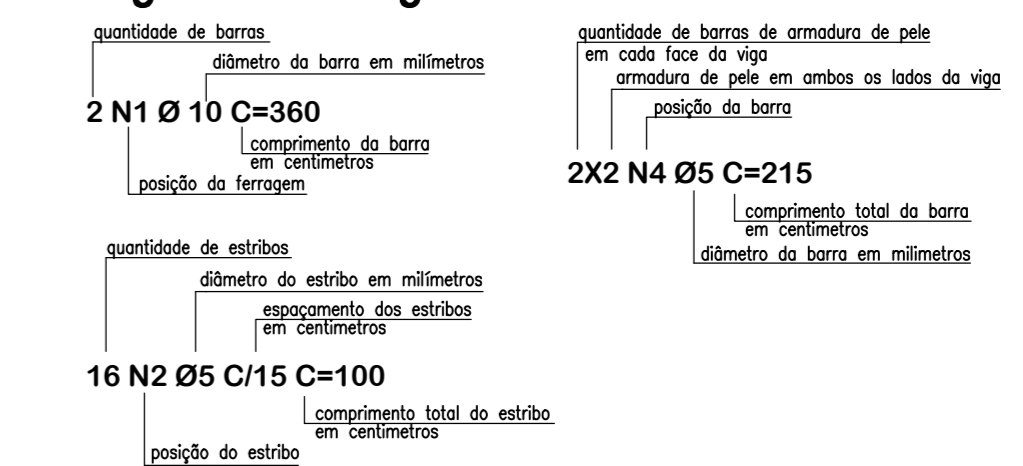 quantidade de barras
diâmetro da barra em milímetros
2 N1 Ø 10 C=360
comprimento da barra
em centimetros
posição da ferragem
quantidade de barras de armadura de pele
em cada face da viga
armadura de pele em ambos os lados da viga
posição da barra
2X2 N4 Ø5 C=215
comprimento total da barra
em centimetros
diâmetro da barra em milimetros
quantidade de estribos
diâmetro do estribo em milímetros
espaçamento dos estribos
em centimetros
16 N2 Ø5 C/15 C=100
comprimento total do estribo
em centimetros
posição do estribo